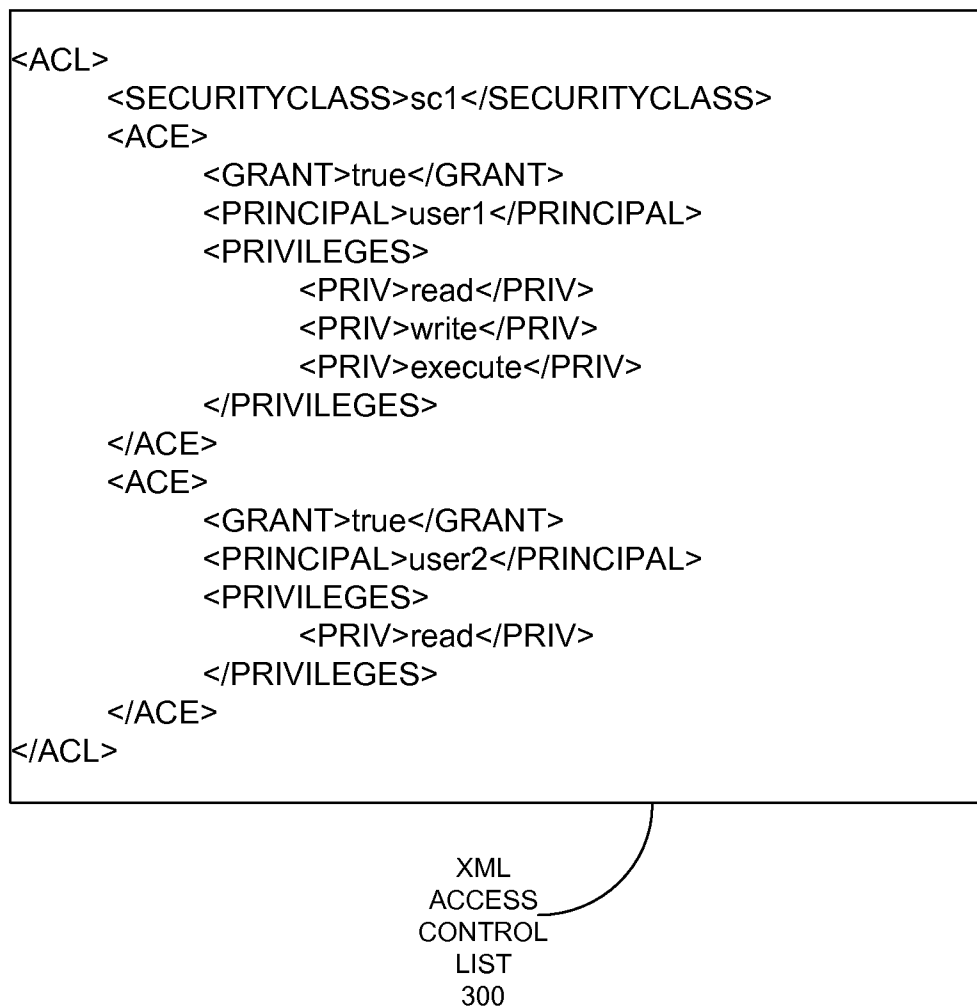 <ACL>
<SECURITYCLASS>sc1</SECURITYCLASS>
<ACE>
<GRANT>true</GRANT>
<PRINCIPAL>user1</PRINCIPAL>
<PRIVILEGES>
<PRIV>read</PRIV>
<PRIV>write</PRIV>
<PRIV>execute</PRIV>
</PRIVILEGES>
</ACE>
<ACE>
<GRANT>true</GRANT>
<PRINCIPAL>user2</PRINCIPAL>
<PRIVILEGES>
<PRIV>read</PRIV>
</PRIVILEGES>
</ACE>
</ACL>
XML
ACCESS
CONTROL
LIST
300